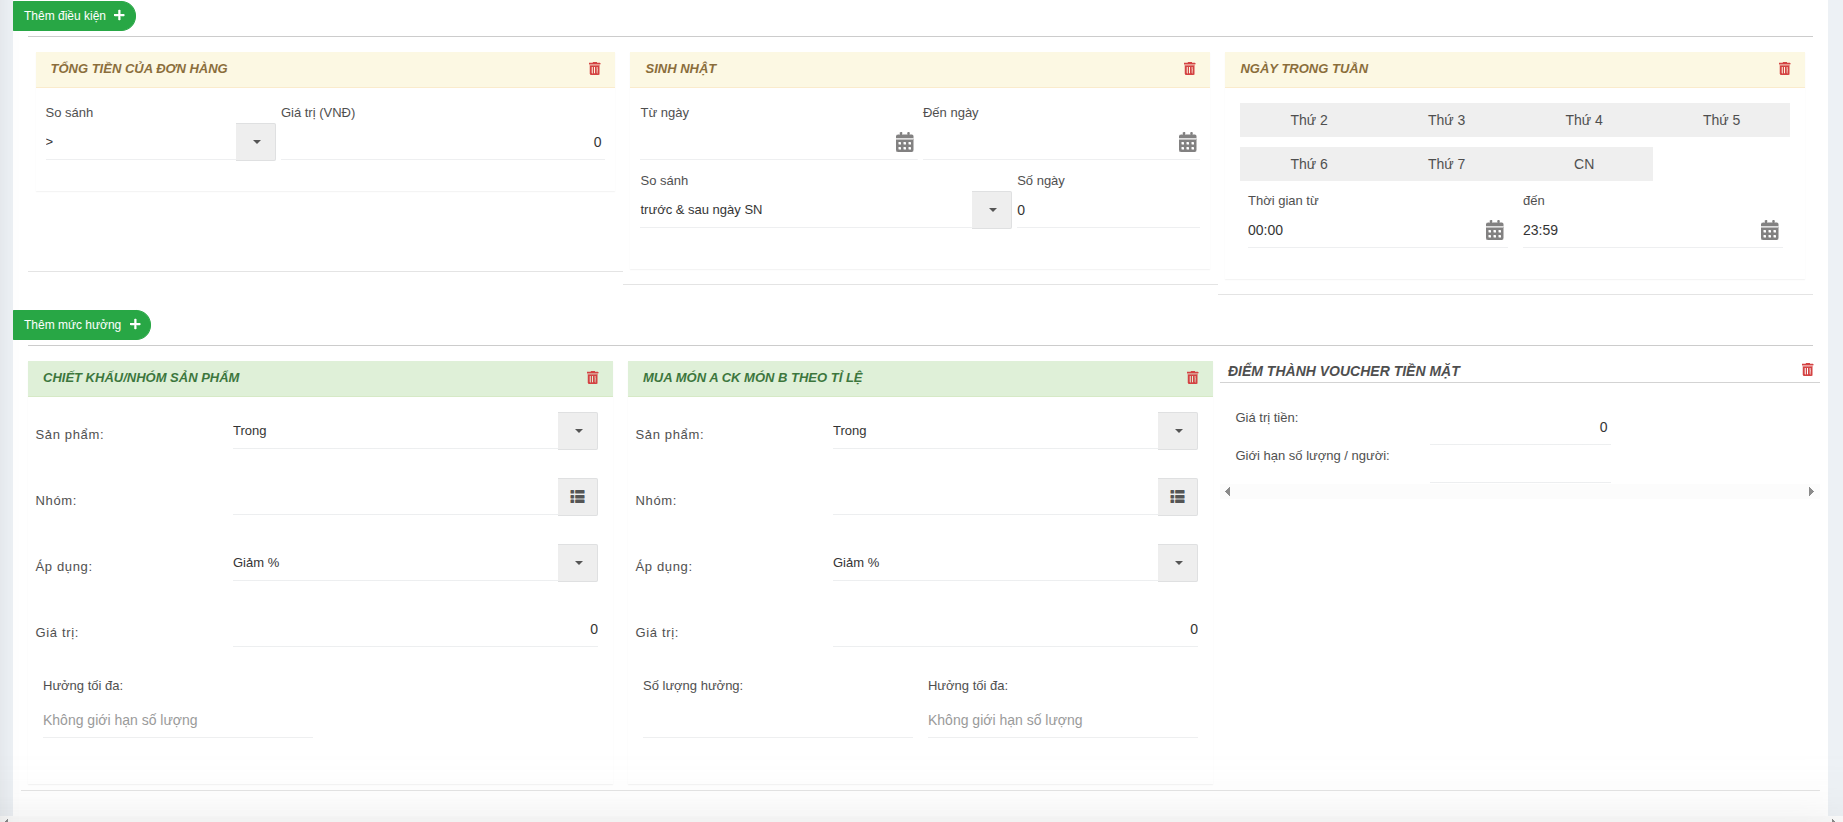 Thêm điều kiện
TỔNG TIỀN CỦA ĐƠN HÀNG
So sánh
Giá trị (VNĐ)
>
0
SINH NHẬT
Từ ngày
Đến ngày
So sánh
Số ngày
trước & sau ngày SN
0
NGÀY TRONG TUẦN
Thứ 2
Thứ 3
Thứ 4
Thứ 5
Thứ 6
Thứ 7
CN
Thời gian từ
đến
00:00
23:59
Thêm mức hưởng
CHIẾT KHẤU/NHÓM SẢN PHẨM
Sản phẩm:
Trong
Nhóm:
Áp dụng:
Giảm %
Giá trị:
0
Hưởng tối đa:
Không giới hạn số lượng
MUA MÓN A CK MÓN B THEO TỈ LỆ
Sản phẩm:
Trong
Nhóm:
Áp dụng:
Giảm %
Giá trị:
0
Số lượng hưởng:
Hưởng tối đa:
Không giới hạn số lượng
ĐIỂM THÀNH VOUCHER TIỀN MẶT
Giá trị tiền:
0
Giới hạn số lượng / người: